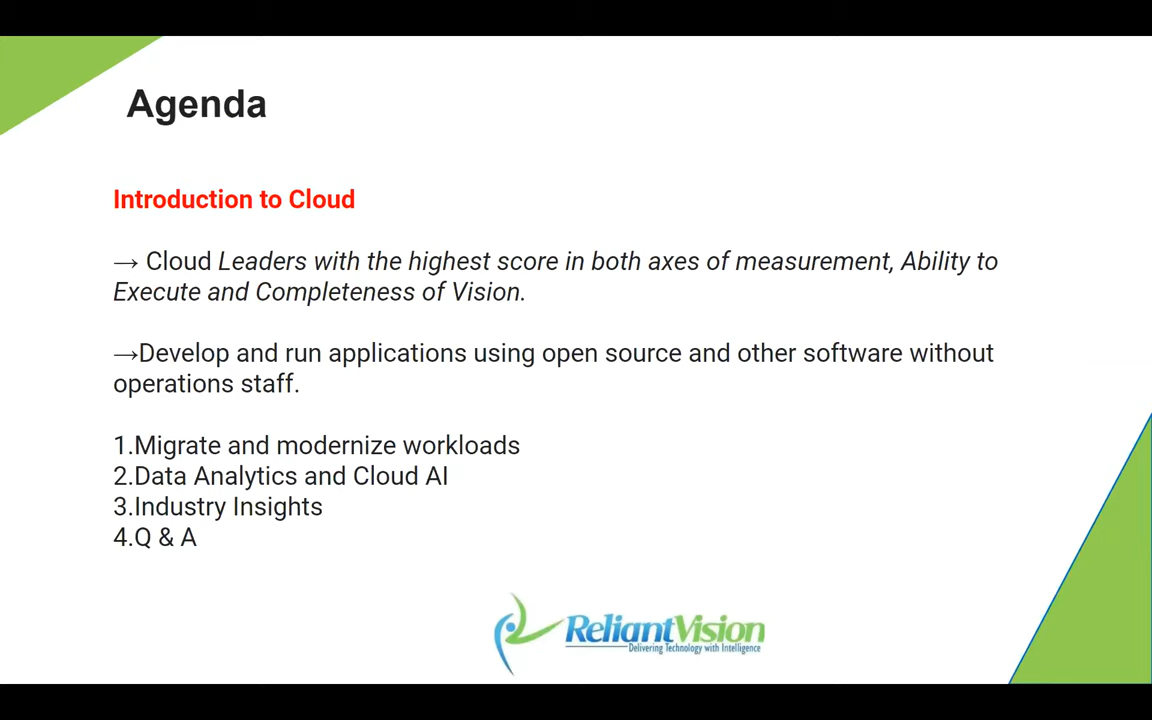 Agenda
Introduction to Cloud
→ Cloud Leaders with the highest score in both axes of measurement, Ability to
Execute and Completeness of Vision.
→Develop and run applications using open source and other software without
operations staff.
1.Migrate and modernize workloads
2.Data Analytics and Cloud AI
3.Industry Insights
4.Q & A
ReliantVision
Delivering Technology with Intelligence